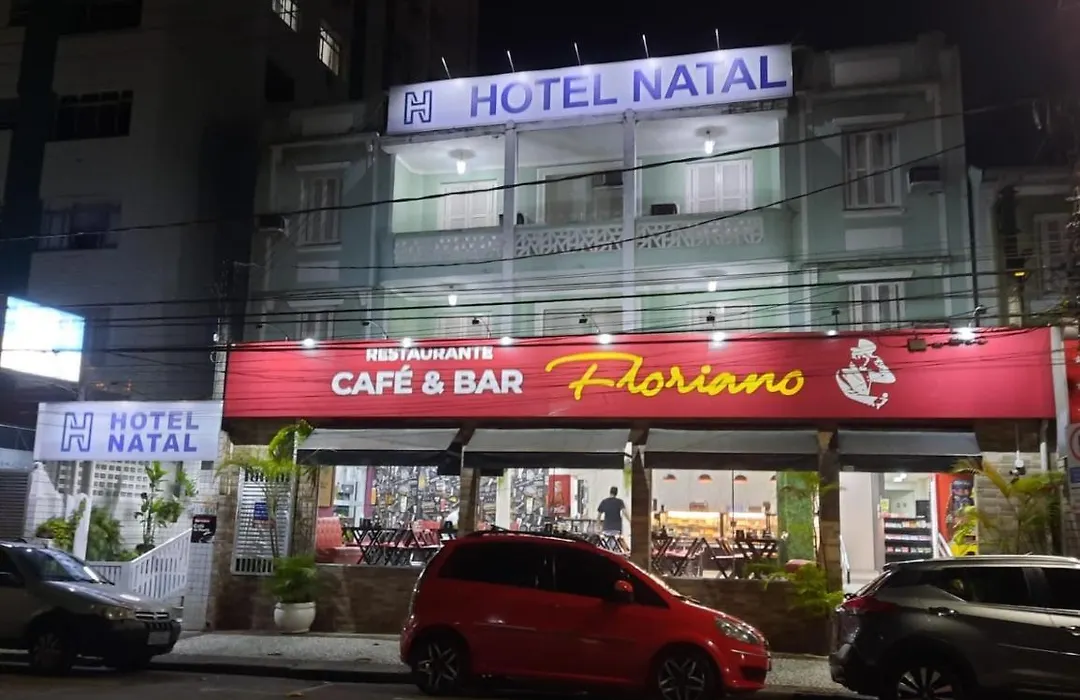 HOTEL NATAL
RESTAURANTE
CAFÉ & BAR
Floriano
HOTEL
NATAL